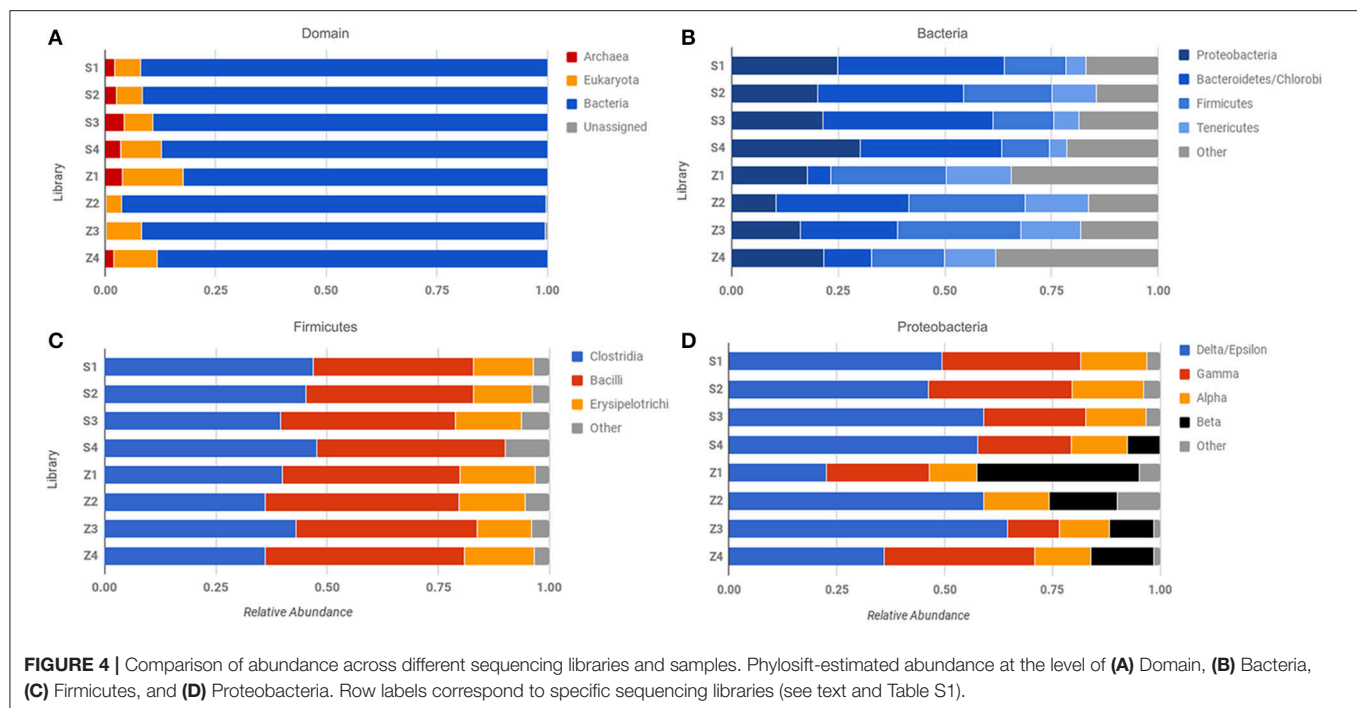 A
Domain
Library
S1
S2
S3
S4
Z1
Z2
Z3
Z4
0.00 0.25 0.50 0.75 1.00
Archaea
Eukaryota
Bacteria
Unassigned
B
Bacteria
Library
S1
S2
S3
S4
Z1
Z2
Z3
Z4
0.00 0.25 0.50 0.75 1.00
Proteobacteria
Bacteroidetes/Chlorobi
Firmicutes
Tenericutes
Other
C
Firmicutes
Library
S1
S2
S3
S4
Z1
Z2
Z3
Z4
0.00 0.25 0.50 0.75 1.00
Relative Abundance
Clostridia
Bacilli
Erysipelotrichi
Other
D
Proteobacteria
S1
S2
S3
S4
Z1
Z2
Z3
Z4
0.00 0.25 0.50 0.75 1.00
Relative Abundance
Delta/Epsilon
Gamma
Alpha
Beta
Other
FIGURE 4 | Comparison of abundance across different sequencing libraries and samples. Phylosift-estimated abundance at the level of (A) Domain, (B) Bacteria,
(C) Firmicutes, and (D) Proteobacteria. Row labels correspond to specific sequencing libraries (see text and Table S1).